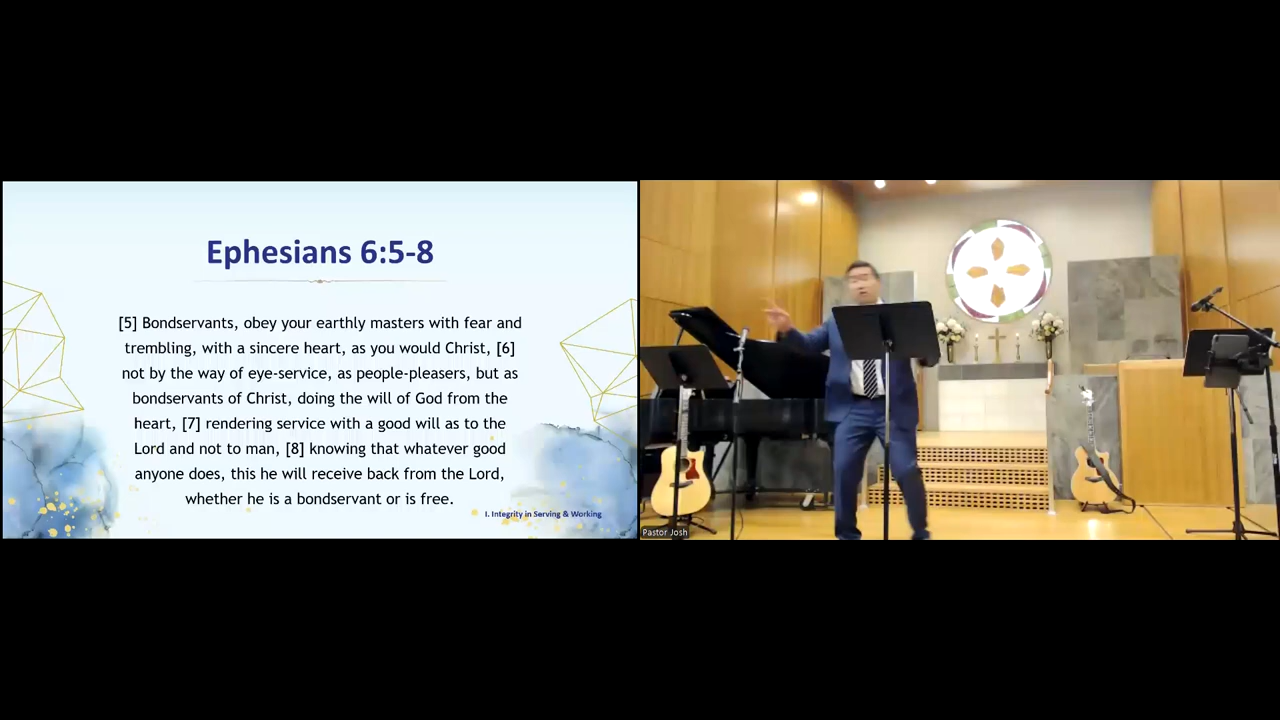 Ephesians 6:5-8
[5] Bondservants, obey your earthly masters with fear and
trembling, with a sincere heart, as you would Christ, [6]
not by the way of eye-service, as people-pleasers, but as
bondservants of Christ, doing the will of God from the
heart, [7] rendering service with a good will as to the
Lord and not to man, [8] knowing that whatever good
anyone does, this he will receive back from the Lord,
whether he is a bondservant or is free.
I. Integrity in Serving & Working
Pastor Josh